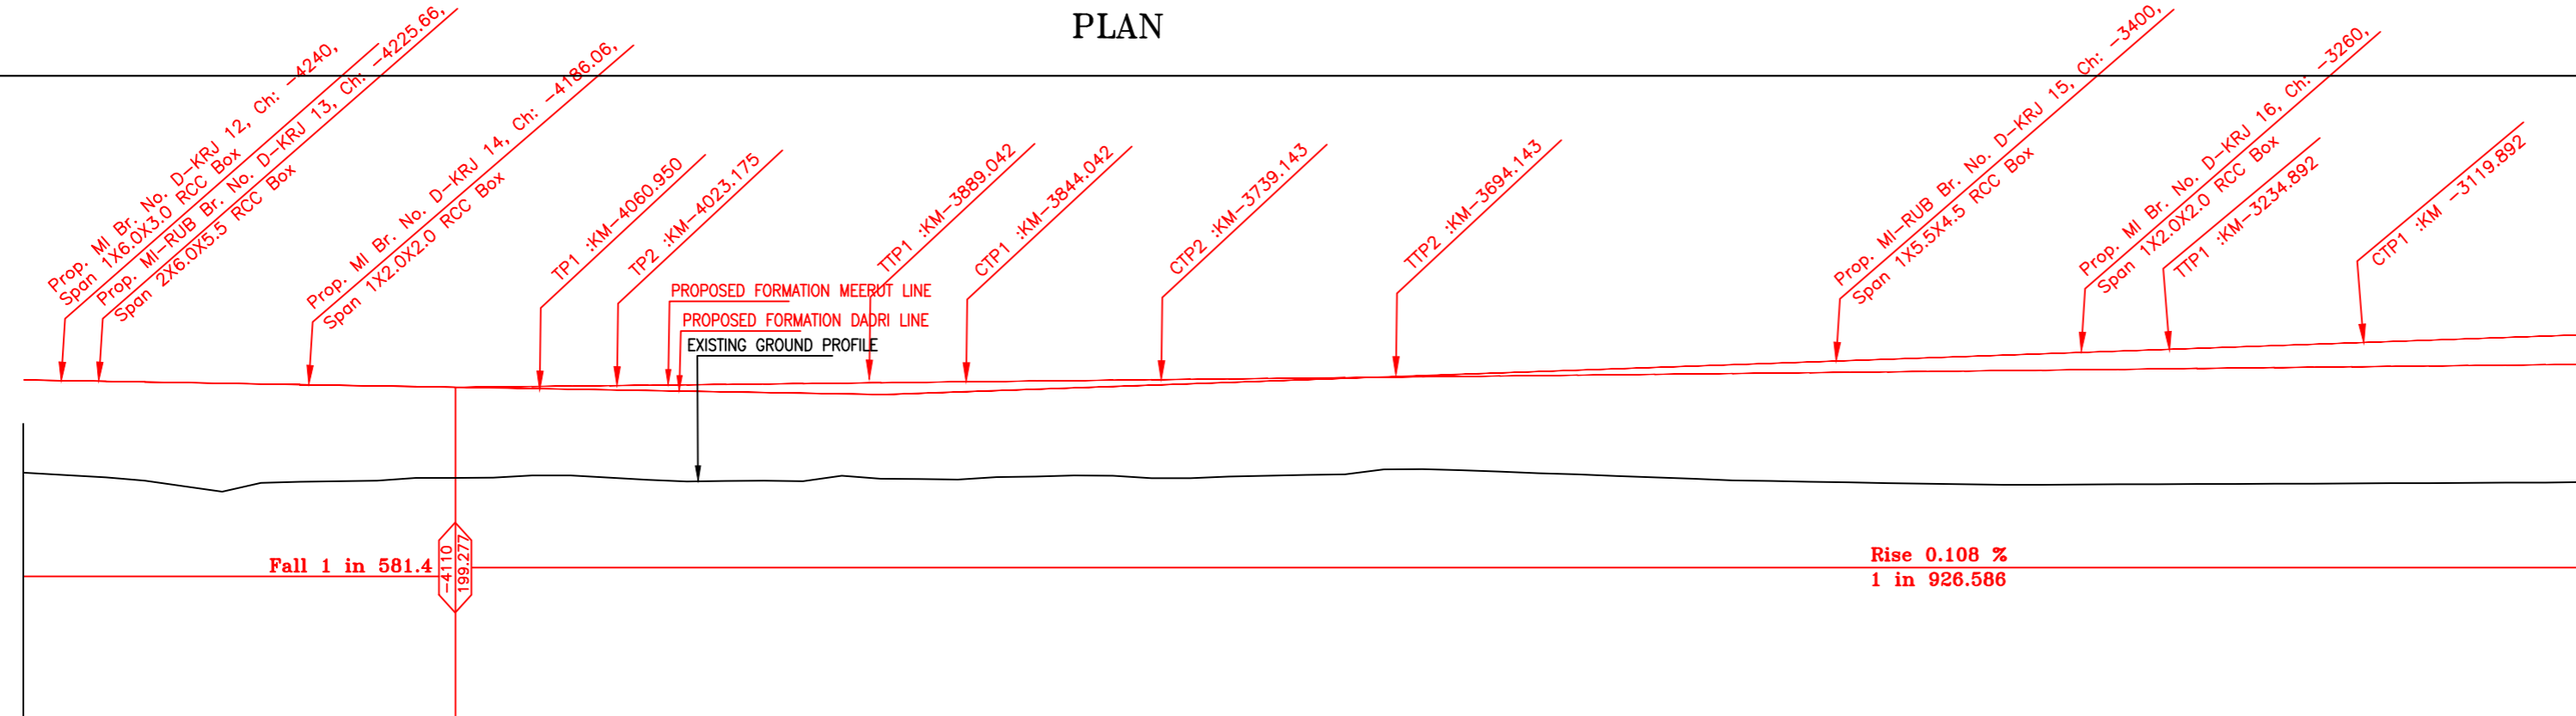 PLAN
Prop. MI Br. No. D-KRJ 12, Ch: -4240,
Span 1X6.0X3.0 RCC Box
Prop. MI-RUB Br. No. D-KRJ 13, Ch: -4225.66,
Span 2X6.0X5.5 RCC Box
Prop. MI Br. No. D-KRJ 14, Ch: -4186.06,
Span 1X2.0X2.0 RCC Box
TP1 :KM-4060.950
TP2 :KM-4023.175
TTP1 :KM-3889.042
CTP1 :KM-3844.042
CTP2 :KM-3739.143
TTP2 :KM-3694.143
Prop. MI-RUB Br. No. D-KRJ 15, Ch: -3400,
Span 1X5.5X4.5 RCC Box
Prop. MI Br. No. D-KRJ 16, Ch: -3260,
Span 1X2.0X2.0 RCC Box
TTP1 :KM-3234.892
CTP1 :KM -3119.892
PROPOSED FORMATION MEERUT LINE
PROPOSED FORMATION DADRI LINE
EXISTING GROUND PROFILE
Fall 1 in 581.4
-4110
199.277
Rise 0.108 %
1 in 926.586